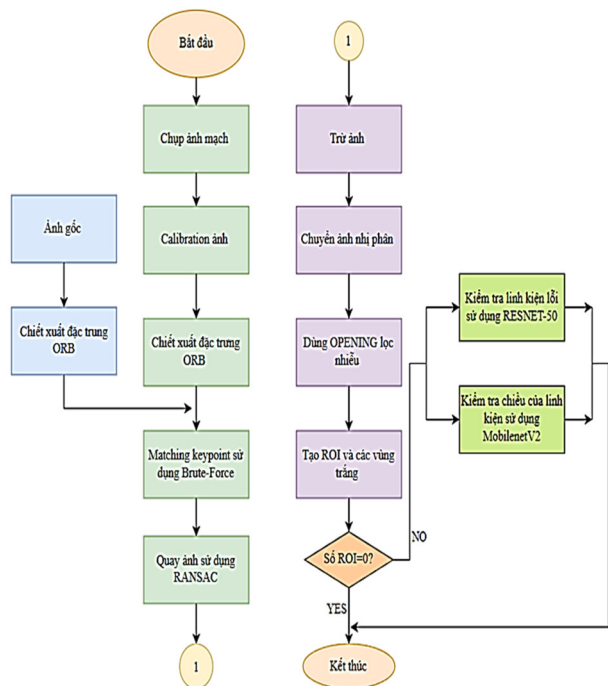 Bắt đầu
Chụp ảnh mạch
Ảnh gốc
Calibration ảnh
Chiết xuất đặc trung
ORB
Chiết xuất đặc trưng
ORB
Matching keypoint sử
dụng Brute-Force
Quay ảnh sử dụng
RANSAC
1
1
Trừ ảnh
Chuyển ảnh nhị phân
Dùng OPENING lọc
nhiễu
Tạo ROI và các vùng
trắng
Số ROI=0?
NO
YES
Kết thúc
Kiểm tra linh kiện lỗi
sử dụng RESNET-50
Kiểm tra chiều của linh
kiện sử dụng
MobilenetV2